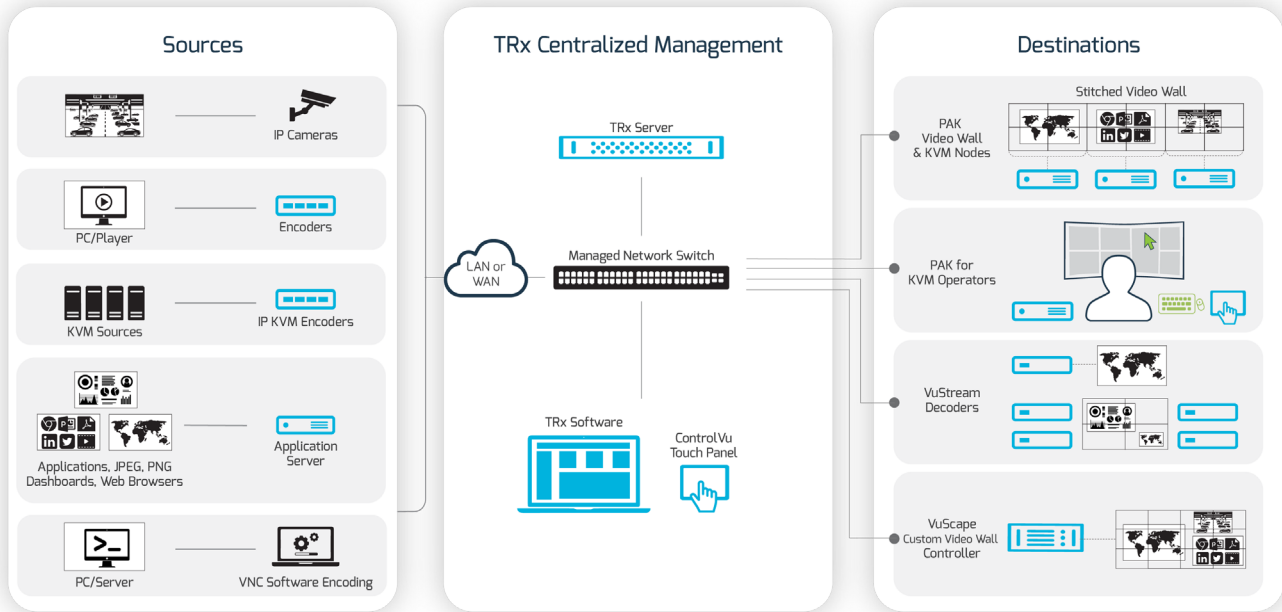 Sources
IP Cameras
PC/Player
Encoders
KVM Sources
IP KVM Encoders
Applications, JPEG, PNG
Dashboards, Web Browsers
Application
Server
>_
PC/Server
VNC Software Encoding
LAN or
WAN
TRx Centralized Management
TRx Server
Managed Network Switch
TRx Software
ControlVu
Touch Panel
Destinations
PAK
Video Wall
& KVM Nodes
Stitched Video Wall
PAK for
KVM Operators
VuStream
Decoders
VuScape
Custom Video Wall
Controller